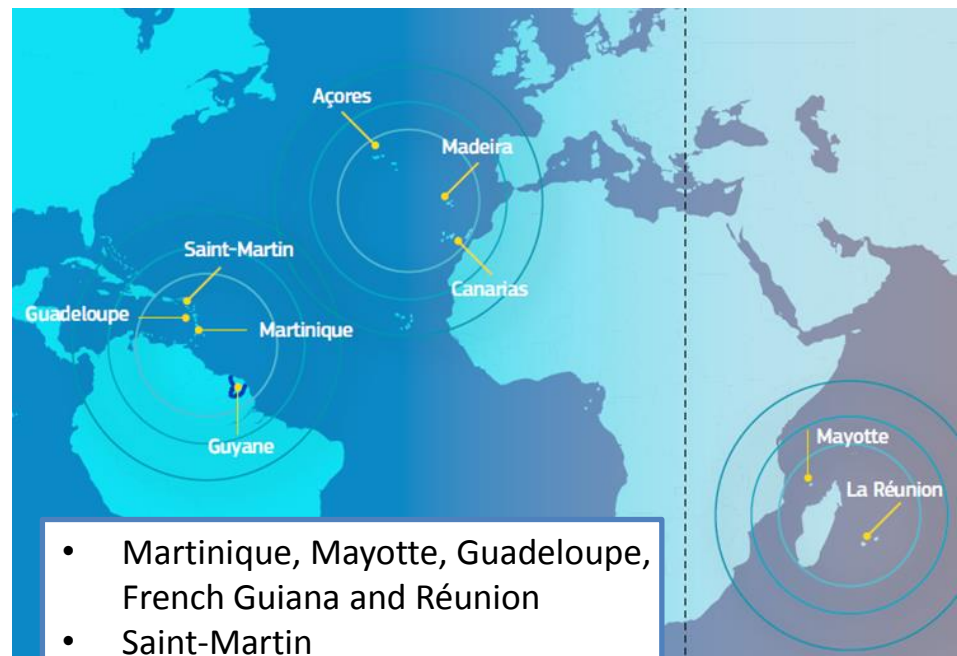 Açores
Madeira
Saint-Martin
Canarias
Guadeloupe
Martinique
Guyane
Mayotte
La Réunion
• Martinique, Mayotte, Guadeloupe,
French Guiana and Réunion
• Saint-Martin